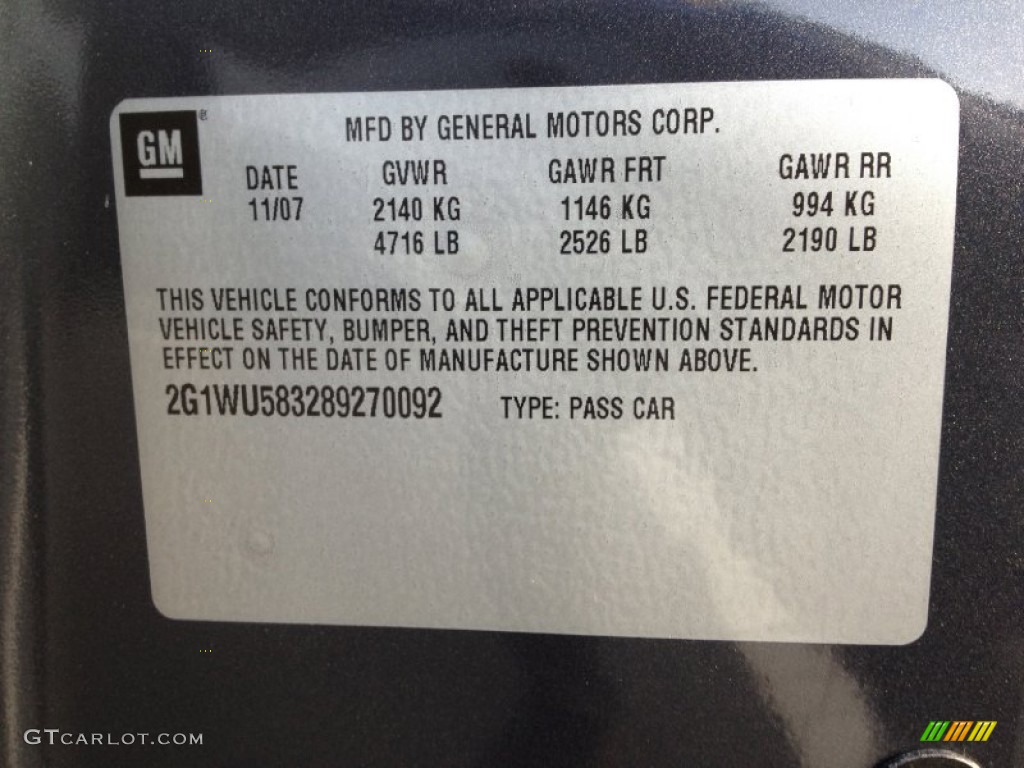 GM
MFD BY GENERAL MOTORS CORP.
DATE GVWR GAWR FRT GAWR RR
11/07 2140 KG 1146 KG 994 KG
4716 LB 2526 LB 2190 LB
THIS VEHICLE CONFORMS TO ALL APPLICABLE U.S. FEDERAL MOTOR
VEHICLE SAFETY, BUMPER, AND THEFT PREVENTION STANDARDS IN
EFFECT ON THE DATE OF MANUFACTURE SHOWN ABOVE.
2G1WU583289270092 TYPE: PASS CAR
GTCARLOT.COM